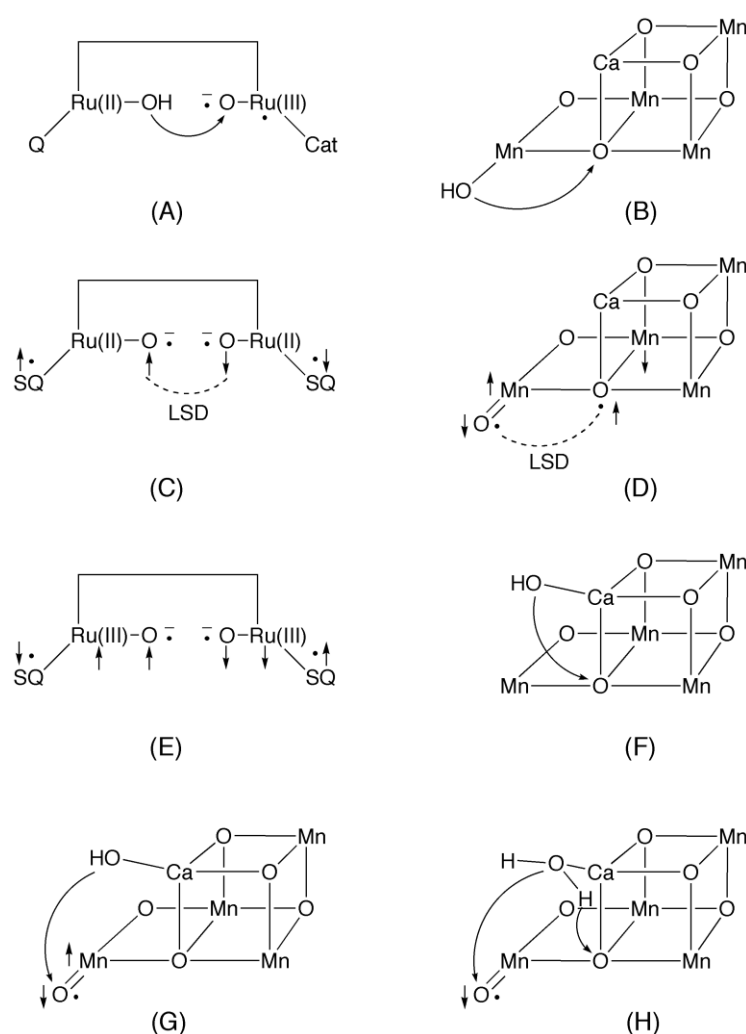 Ru(II) OH – • O Ru(III) •
Q Cat
(A)
O Mn
Ca O
O Mn O
Mn O Mn
HO
(B)
Ru(II) O – • – • O Ru(II)
• SQ • SQ
LSD
(C)
O Mn
Ca O
O Mn O
Mn O Mn
O • •
LSD
(D)
Ru(III) O – • – • O Ru(III)
• SQ • SQ
(E)
HO O Mn
Ca O
O Mn O
Mn O Mn
(F)
HO O Mn
Ca O
O Mn O
Mn O Mn
O •
(G)
H O O Mn
Ca O
H
O Mn O
Mn O Mn
O •
(H)